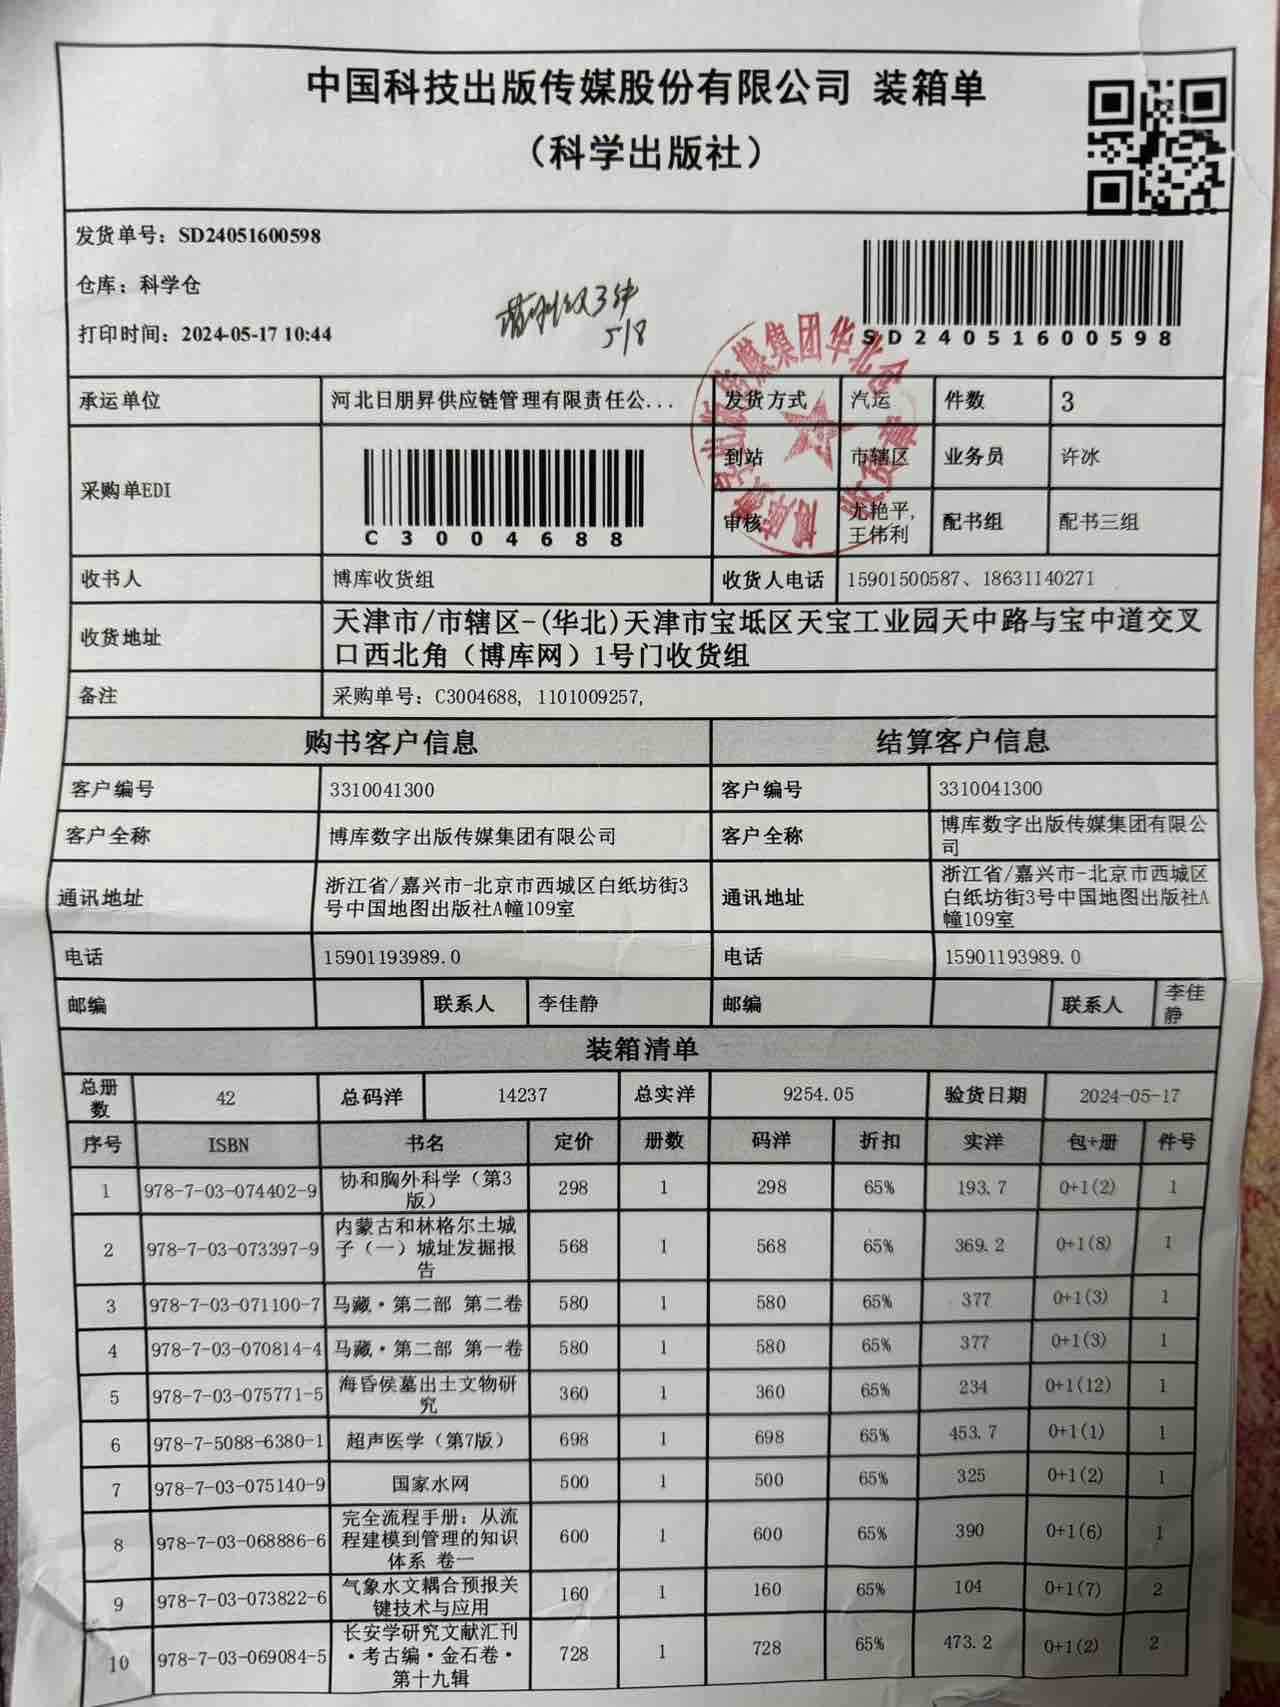 中国科技出版传媒股份有限公司 装箱单
（科学出版社）
发货单号：SD24051600598
仓库：科学仓
打印时间：2024-05-17 10:44
5/8
SD24051600598
承运单位 河北日朋昇供应链管理有限责任公... 发货方式 汽运 件数 3
采购单EDI
C3004688
到站 市辖区 业务员 许冰
审核 尤艳平,
王伟利 配书组 配书三组
收书人 博库收货组 收货人电话 15901500587、18631140271
收货地址 天津市/市辖区-(华北)天津市宝坻区天宝工业园天中路与宝中道交叉
口西北角（博库网）1号门收货组
备注 采购单号：C3004688, 1101009257,
购书客户信息 结算客户信息
客户编号 3310041300 客户编号 3310041300
客户全称 博库数字出版传媒集团有限公司 客户全称 博库数字出版传媒集团有限公
司
通讯地址 浙江省/嘉兴市-北京市西城区白纸坊街3
号中国地图出版社A幢109室
通讯地址 浙江省/嘉兴市-北京市西城区
白纸坊街3号中国地图出版社A
幢109室
电话 15901193989.0 电话 15901193989.0
邮编 联系人 李佳静 邮编 联系人 李佳
静
装箱清单
总册
数 42 总码洋 14237 总实洋 9254.05 验货日期 2024-05-17
序号 ISBN 书名 定价 册数 码洋 折扣 实洋 包+册 件号
1 978-7-03-074402-9 协和胸外科学（第3
版） 298 1 298 65% 193.7 0+1(2) 1
2 978-7-03-073397-9 内蒙古和林格尔土城
子（一）城址发掘报
告 568 1 568 65% 369.2 0+1(8) 1
3 978-7-03-071100-7 马藏·第二部 第二卷 580 1 580 65% 377 0+1(3) 1
4 978-7-03-070814-4 马藏·第二部 第一卷 580 1 580 65% 377 0+1(3) 1
5 978-7-03-075771-5 海昏侯墓出土文物研
究 360 1 360 65% 234 0+1(12) 1
6 978-7-5088-6380-1 超声医学（第7版） 698 1 698 65% 453.7 0+1(1) 1
7 978-7-03-075140-9 国家水网 500 1 500 65% 325 0+1(2) 1
8 978-7-03-068886-6 完全流程手册：从流
程建模到管理的知识
体系 卷一 600 1 600 65% 390 0+1(6) 1
9 978-7-03-073822-6 气象水文耦合预报关
键技术与应用 160 1 160 65% 104 0+1(7) 2
10 978-7-03-069084-5 长安学研究文献汇刊
·考古编·金石卷·
第十九辑 728 1 728 65% 473.2 0+1(2) 2